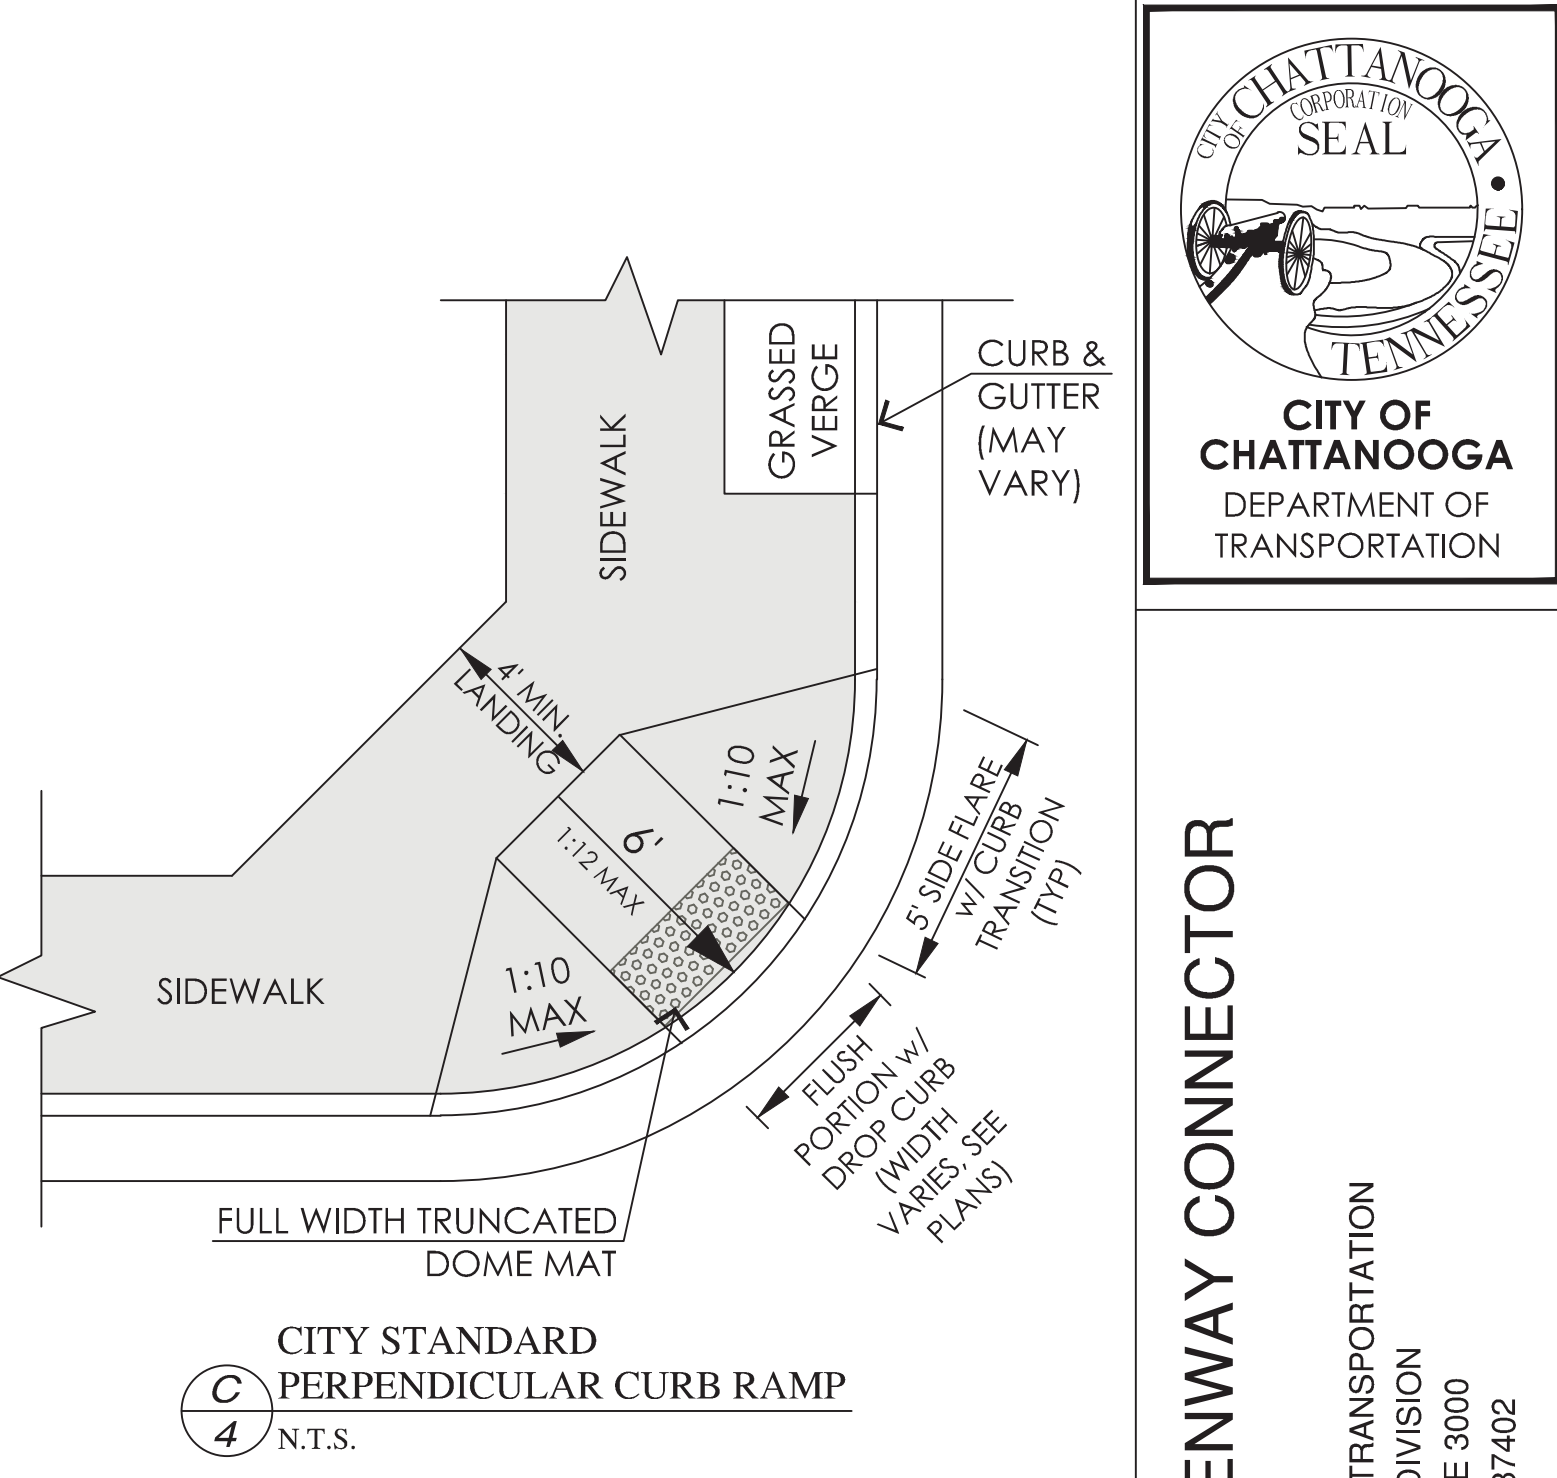 GRASSED
VERGE
CURB &
GUTTER
(MAY
VARY)
SIDEWALK
4' MIN.
LANDING
1:10
MAX
6'
1:12 MAX
5' SIDE FLARE
w/ CURB
TRANSITION
(TYP)
SIDEWALK
1:10
MAX
FLUSH
PORTION w/
DROP CURB
(WIDTH
VARIES, SEE
PLANS)
FULL WIDTH TRUNCATED
DOME MAT
CITY STANDARD
PERPENDICULAR CURB RAMP
C
4
N.T.S.
CITY OF
CHATTANOOGA
TENNESSEE
CORPORATION
SEAL
CITY OF
CHATTANOOGA
DEPARTMENT OF
TRANSPORTATION
ENWAY CONNECTOR
TRANSPORTATION
DIVISION
E 3000
37402